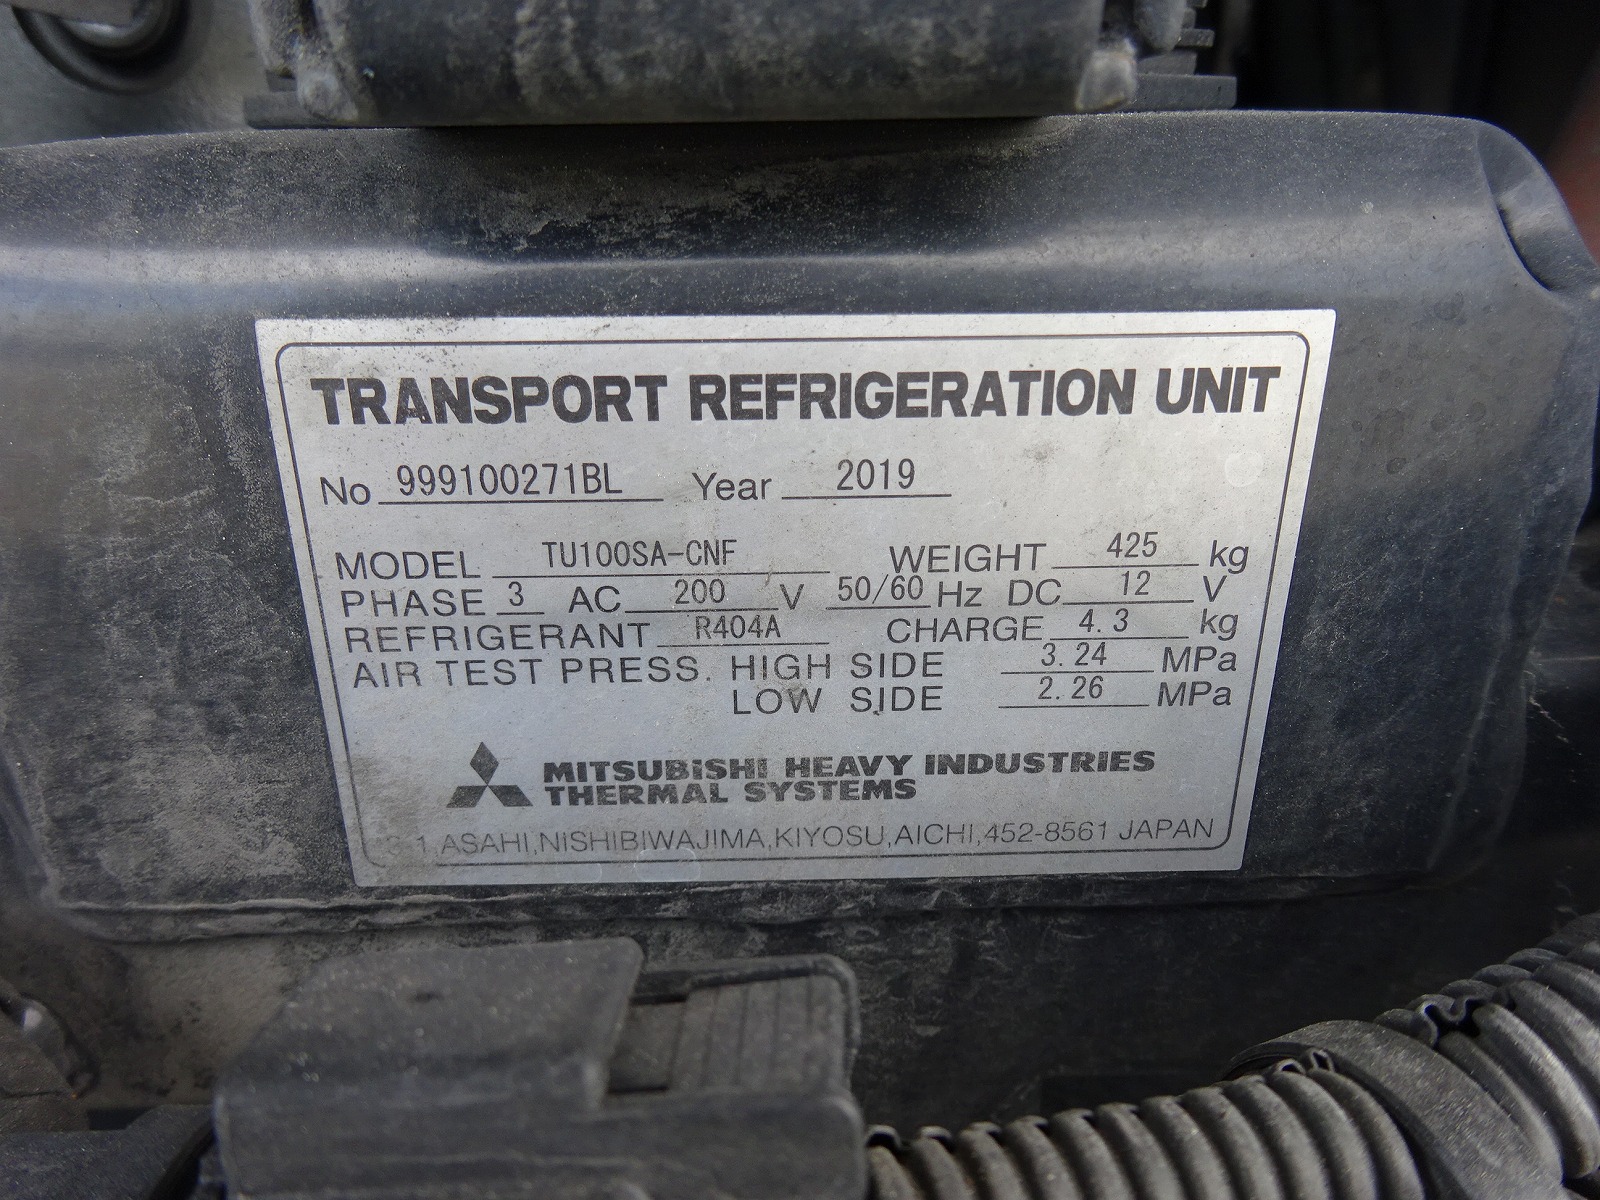 TRANSPORT REFRIGERATION UNIT
No 999100271BL Year 2019
MODEL TU100SA-CNF WEIGHT 425 kg
PHASE 3 AC 200 V 50/60 Hz DC 12 V
REFRIGERANT R404A CHARGE 4.3 kg
AIR TEST PRESS. HIGH SIDE 3.24 MPa
LOW SIDE 2.26 MPa
MITSUBISHI HEAVY INDUSTRIES
THERMAL SYSTEMS
ASAHI,NISHIBIWAJIMA,KIYOSU,AICHI,452-8561 JAPAN